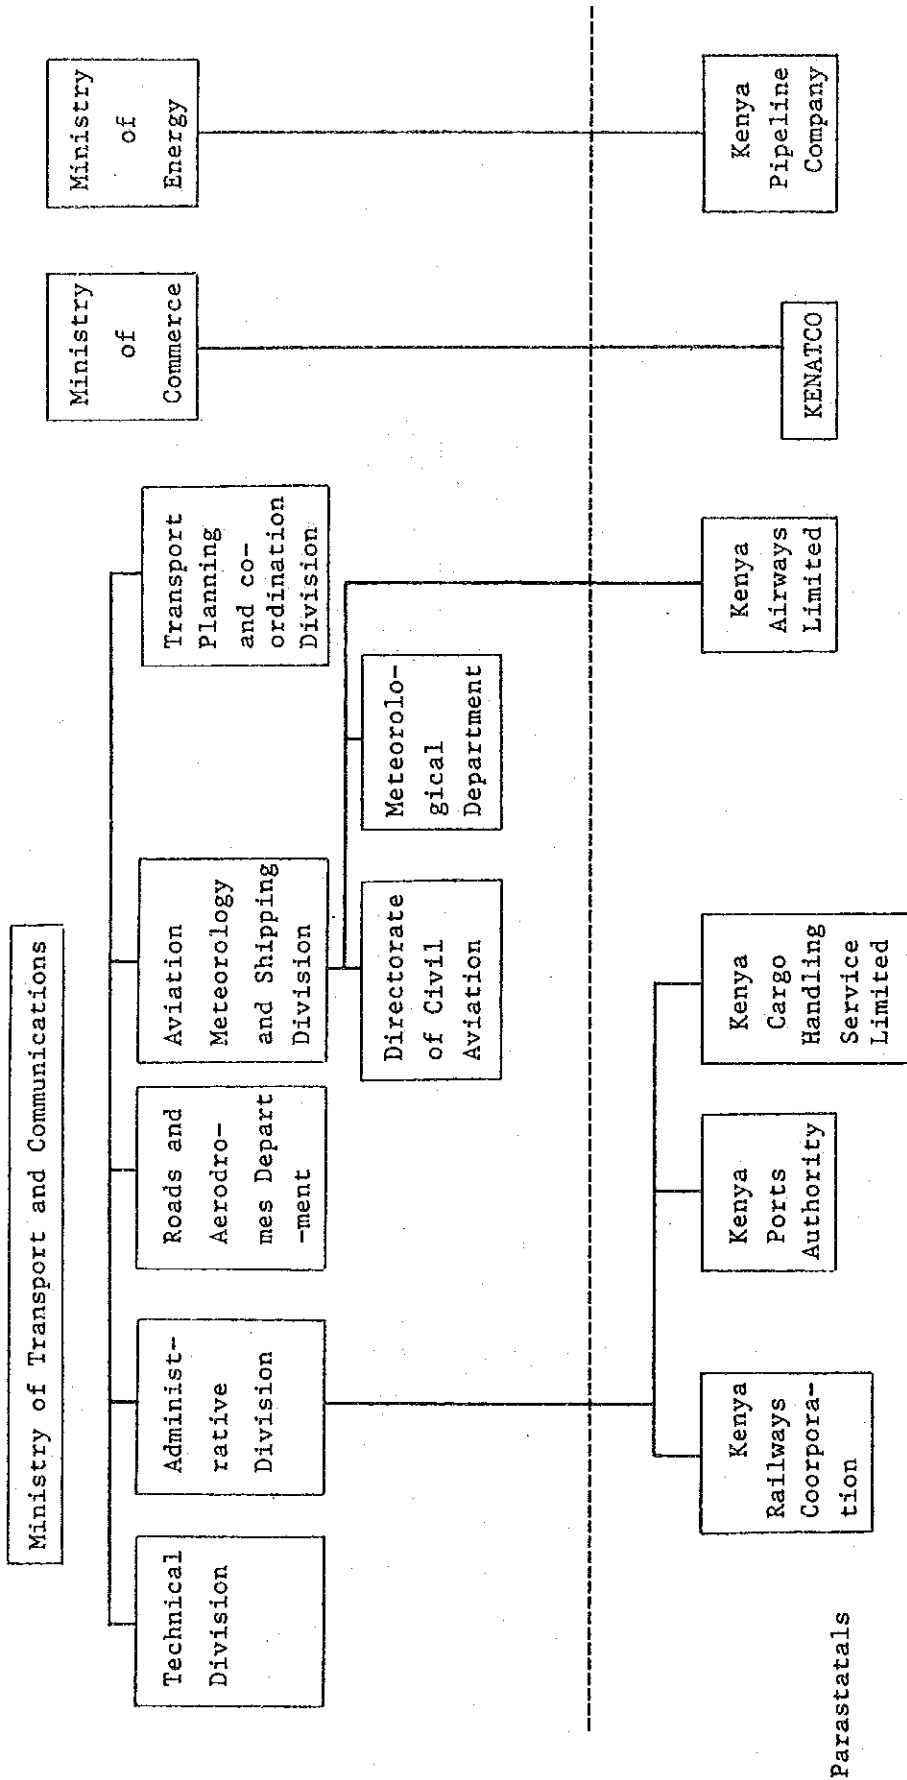 Ministry of Transport and Communications
Ministry
of
Commerce
Ministry
of
Energy
Technical
Division
Administ-
rative
Division
Roads and
Aerodro-
mes Depart
-ment
Aviation
Meteorology
and Shipping
Division
Transport
Planning
and co-
ordination
Division
Directorate
of Civil
Aviation
Meteorolo-
gical
Department
Parastatals
Kenya
Railways
Coorpora-
tion
Kenya
Ports
Authority
Kenya
Cargo
Handling
Service
Limited
Kenya
Airways
Limited
KENATCO
Kenya
Pipeline
Company